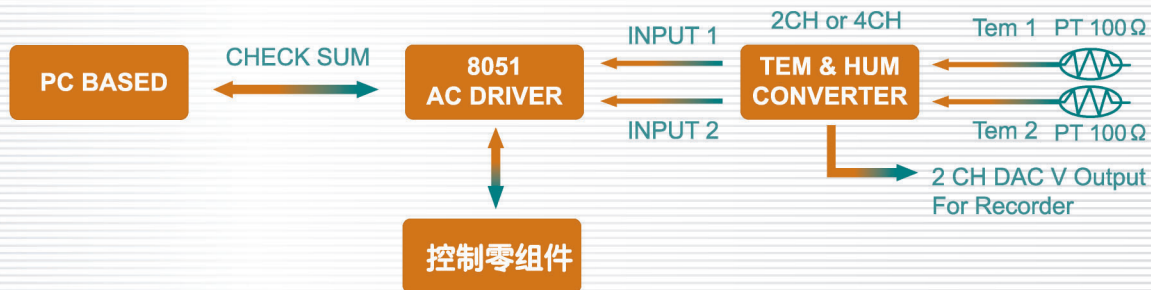 PC BASED
CHECK SUM
8051
AC DRIVER
INPUT 1
INPUT 2
2CH or 4CH
TEM & HUM
CONVERTER
Tem 1 PT 100Ω
Tem 2 PT 100Ω
2 CH DAC V Output
For Recorder
控制零组件